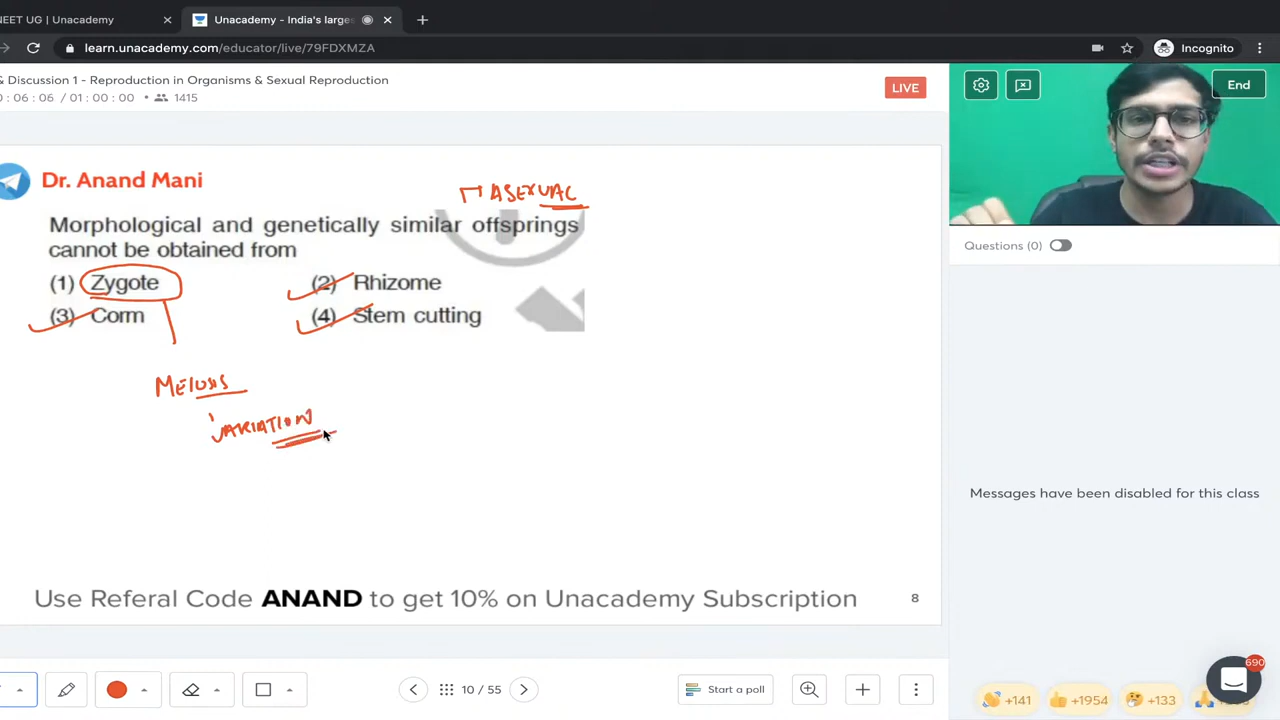 NEET UG | Unacademy
Unacademy - India's larges
learn.unacademy.com/educator/live/79FDXMZA
Incognito
& Discussion 1 - Reproduction in Organisms & Sexual Reproduction
0 : 06 : 06 / 01 : 00 : 00 • 1415
LIVE
End
Dr. Anand Mani
ASEXUAL
Morphological and genetically similar offsprings
cannot be obtained from
(1) Zygote (2) Rhizome
(3) Corm (4) Stem cutting
MEIOSIS
VARIATION
Questions (0)
Messages have been disabled for this class
Use Referal Code ANAND to get 10% on Unacademy Subscription
8
10 / 55
Start a poll
+141 +1954 +133
690